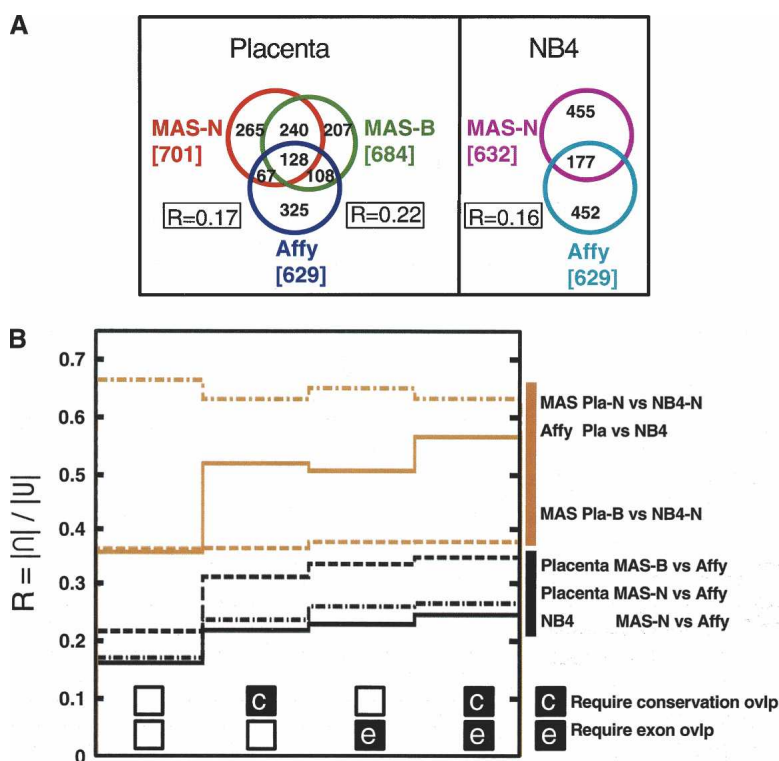 A
Placenta
NB4
MAS-N
[701]
265
240
207
MAS-B
[684]
128
67
108
325
R=0.17
R=0.22
Affy
[629]
MAS-N
[632]
455
177
452
R=0.16
Affy
[629]
B
R = |∩| / |U|
0.7
0.6
0.5
0.4
0.3
0.2
0.1
0
MAS Pla-N vs NB4-N
Affy Pla vs NB4
MAS Pla-B vs NB4-N
Placenta MAS-B vs Affy
Placenta MAS-N vs Affy
NB4 MAS-N vs Affy
c c c Require conservation ovlp
e e e Require exon ovlp